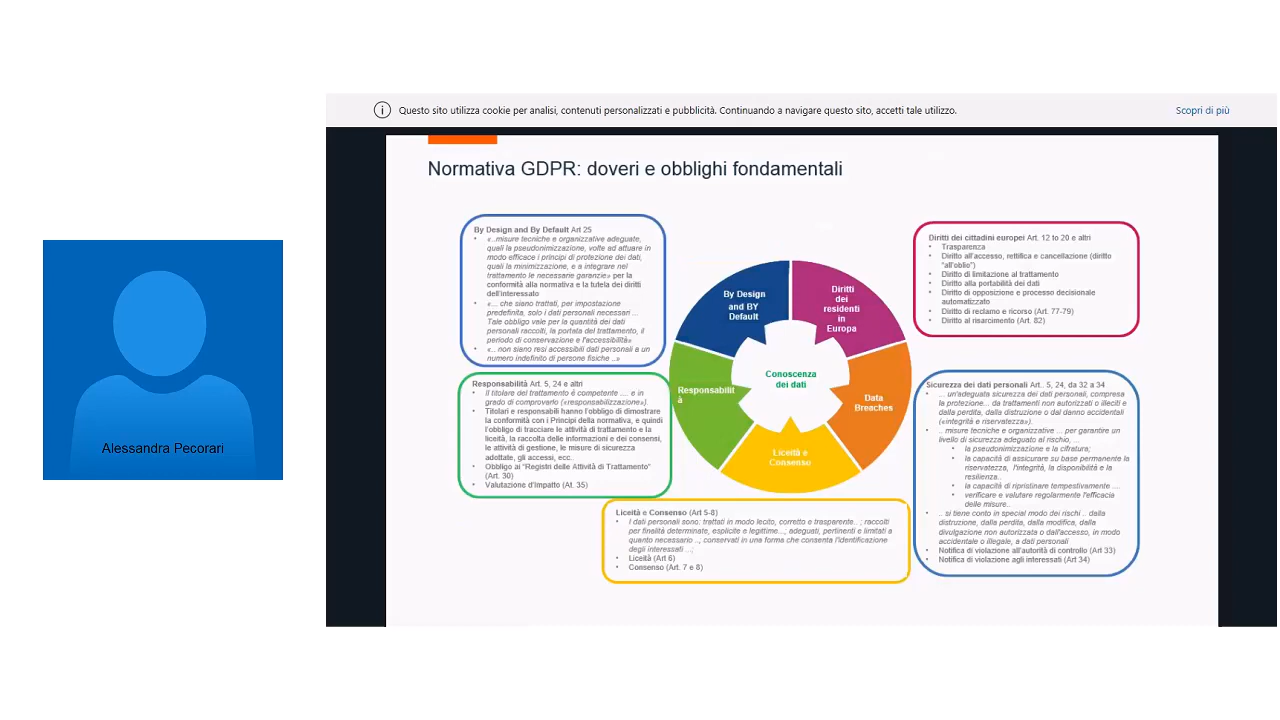 Alessandra Pecorari
Questo sito utilizza cookie per analisi, contenuti personalizzati e pubblicità. Continuando a navigare questo sito, accetti tale utilizzo.
Scopri di più
Normativa GDPR: doveri e obblighi fondamentali
By Design and By Default Art 25
• «..misure tecniche e organizzative adeguate,
quali la pseudonimizzazione, volte ad attuare in
modo efficace i principi di protezione dei dati,
quali la minimizzazione, e a integrare nel
trattamento le necessarie garanzie» per la
conformità alla normativa e la tutela dei diritti
dell'interessato
• «... che siano trattati, per impostazione
predefinita, solo i dati personali necessari ...
Tale obbligo vale per la quantità dei dati
personali raccolti, la portata del trattamento, il
periodo di conservazione e l'accessibilità»
• «.. non siano resi accessibili dati personali a un
numero indefinito di persone fisiche ..»
Responsabilità Art. 5, 24 e altri
• Il titolare del trattamento è competente .... e in
grado di comprovarlo («responsabilizzazione»).
• Titolari e responsabili hanno l'obbligo di dimostrare
la conformità con i Principi della normativa, e quindi
l'obbligo di tracciare le attività di trattamento e la
liceità, la raccolta delle informazioni e dei consensi,
le attività di gestione, le misure di sicurezza
adottate, gli accessi, ecc..
• Obbligo ai "Registri delle Attività di Trattamento"
(Art. 30)
• Valutazione d'Impatto (At. 35)
By Design
and BY
Default
Diritti
dei
residenti
in
Europa
Conoscenza
dei dati
Responsabilit
à
Data
Breaches
Liceità e
Consenso
Liceità e Consenso (Art 5-8)
• I dati personali sono: trattati in modo lecito, corretto e trasparente.. ; raccolti
per finalità determinate, esplicite e legittime...; adeguati, pertinenti e limitati a
quanto necessario ..; conservati in una forma che consenta l'identificazione
degli interessati ...;
• Liceità (Art 6)
• Consenso (Art. 7 e 8)
Diritti dei cittadini europei Art. 12 to 20 e altri
• Trasparenza
• Diritto all'accesso, rettifica e cancellazione (diritto
"all'oblio")
• Diritto di limitazione al trattamento
• Diritto alla portabilità dei dati
• Diritto di opposizione e processo decisionale
automatizzato
• Diritto di reclamo e ricorso (Art. 77-79)
• Diritto al risarcimento (Art. 82)
Sicurezza dei dati personali Art.. 5, 24, da 32 a 34
• ... un'adeguata sicurezza dei dati personali, compresa
la protezione... da trattamenti non autorizzati o illeciti e
dalla perdita, dalla distruzione o dal danno accidentali
(«integrità e riservatezza»).
• .. misure tecniche e organizzative ... per garantire un
livello di sicurezza adeguato al rischio, ...
• la pseudonimizzazione e la cifratura;
• la capacità di assicurare su base permanente la
riservatezza, l'integrità, la disponibilità e la
resilienza..
• la capacità di ripristinare tempestivamente ....
• verificare e valutare regolarmente l'efficacia
delle misure..
• .. si tiene conto in special modo dei rischi .. dalla
distruzione, dalla perdita, dalla modifica, dalla
divulgazione non autorizzata o dall'accesso, in modo
accidentale o illegale, a dati personali
• Notifica di violazione all'autorità di controllo (Art 33)
• Notifica di violazione agli interessati (Art 34)